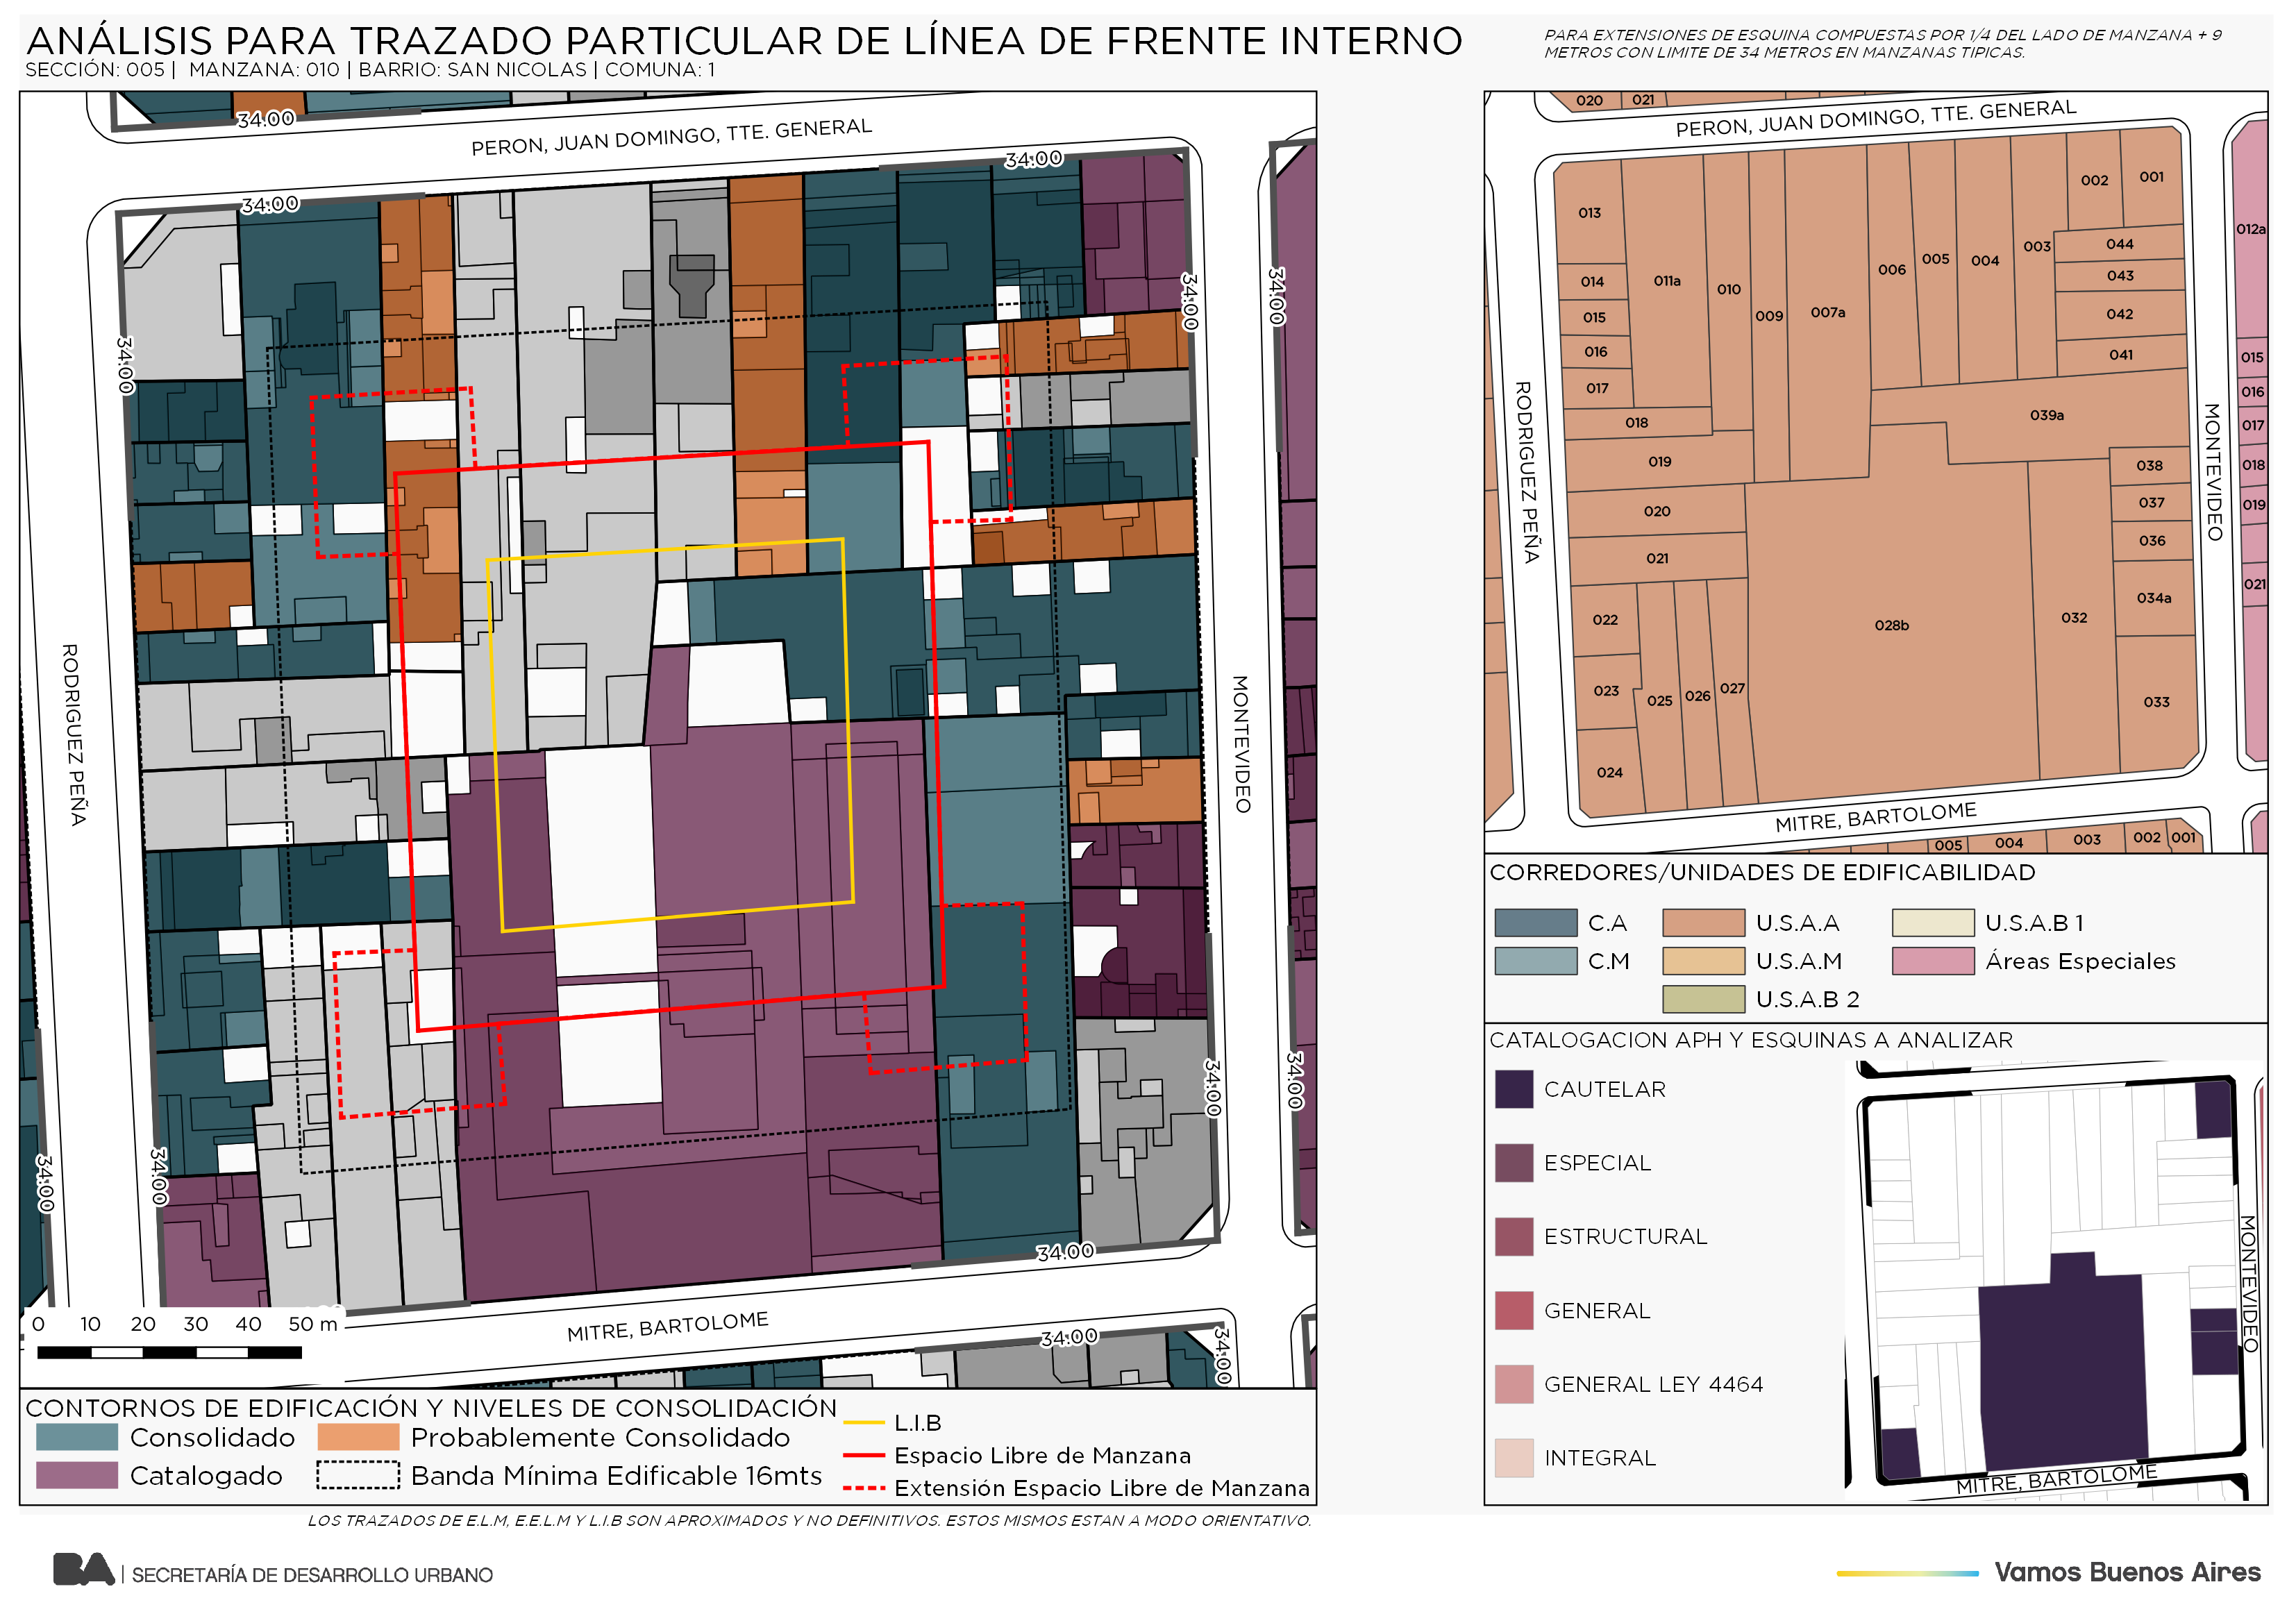 ANÁLISIS PARA TRAZADO PARTICULAR DE LÍNEA DE FRENTE INTERNO
SECCIÓN: 005 | MANZANA: 010 | BARRIO: SAN NICOLAS | COMUNA: 1
PARA EXTENSIONES DE ESQUINA COMPUESTAS POR 1/4 DEL LADO DE MANZANA + 9
METROS CON LIMITE DE 34 METROS EN MANZANAS TIPICAS.
34.00
PERON, JUAN DOMINGO, TTE. GENERAL
34.00
34.00
34.00
34.00
34.00
RODRIGUEZ PEÑA
MONTEVIDEO
34.00
34.00
34.00
34.00
34.00
MITRE, BARTOLOME
34.00
34.00
0 10 20 30 40 50 m
CONTORNOS DE EDIFICACIÓN Y NIVELES DE CONSOLIDACIÓN
Consolidado
Probablemente Consolidado
Catalogado
Banda Mínima Edificable 16mts
L.I.B
Espacio Libre de Manzana
Extensión Espacio Libre de Manzana
LOS TRAZADOS DE E.L.M, E.E.L.M Y L.I.B SON APROXIMADOS Y NO DEFINITIVOS. ESTOS MISMOS ESTAN A MODO ORIENTATIVO.
020
021
PERON, JUAN DOMINGO, TTE. GENERAL
013
002
001
012a
044
003
043
014
011a
010
006
005
004
015
009
007a
042
016
041
015
017
016
018
039a
017
RODRIGUEZ PEÑA
MONTEVIDEO
019
038
018
020
037
019
021
036
021
022
028b
032
034a
023
025
026
027
033
024
MITRE, BARTOLOME
005
004
003
002
001
CORREDORES/UNIDADES DE EDIFICABILIDAD
C.A
U.S.A.A
U.S.A.B 1
C.M
U.S.A.M
Áreas Especiales
U.S.A.B 2
CATALOGACION APH Y ESQUINAS A ANALIZAR
CAUTELAR
ESPECIAL
ESTRUCTURAL
GENERAL
GENERAL LEY 4464
INTEGRAL
MONTEVIDEO
MITRE, BARTOLOME
BA | SECRETARÍA DE DESARROLLO URBANO
Vamos Buenos Aires